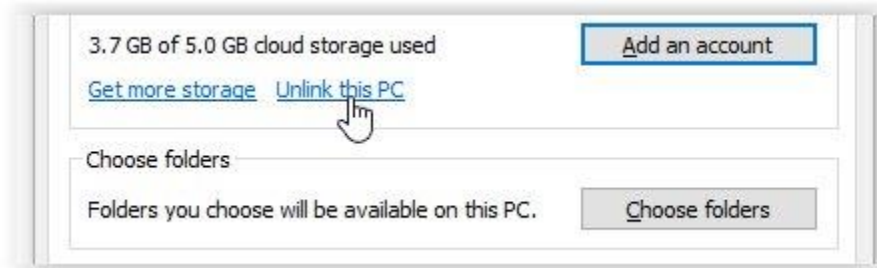 3.7 GB of 5.0 GB cloud storage used
Add an account
Get more storage Unlink this PC
Choose folders
Folders you choose will be available on this PC.
Choose folders